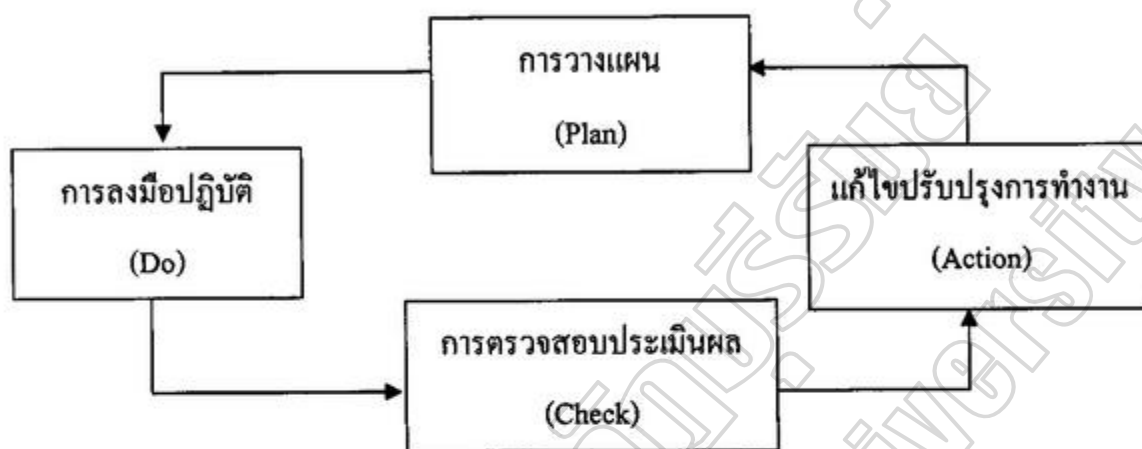 การวางแผน
(Plan)
การลงมือปฏิบัติ
(Do)
แก้ไขปรับปรุงการทำงาน
(Action)
การตรวจสอบประเมินผล
(Check)